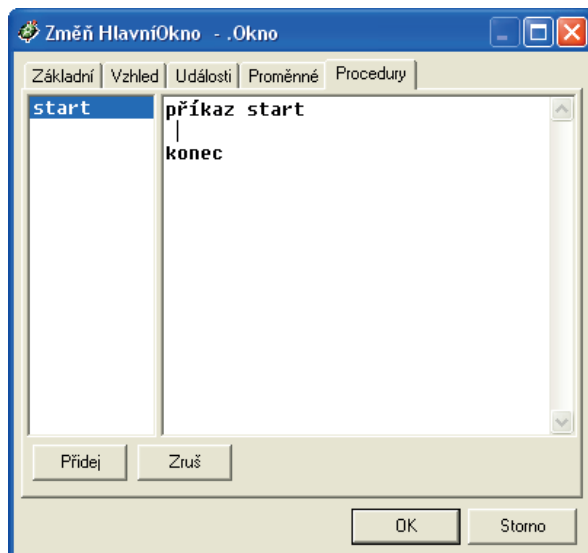 Změň HlavníOkno - .Okno
Základní Vzhled Události Proměnné Procedury
start
příkaz start
konec
Přidej Zruš
OK Storno